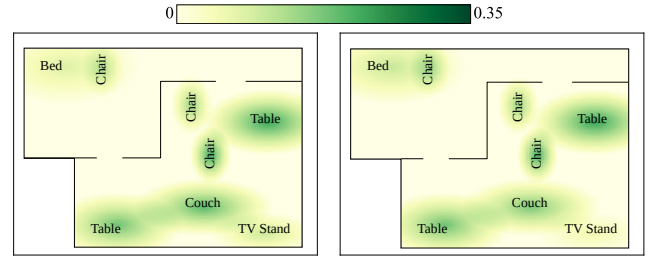 0 0.35
Bed Chair
Chair
Table
Chair
Couch
Table TV Stand
Bed Chair
Chair
Table
Chair
Couch
Table TV Stand